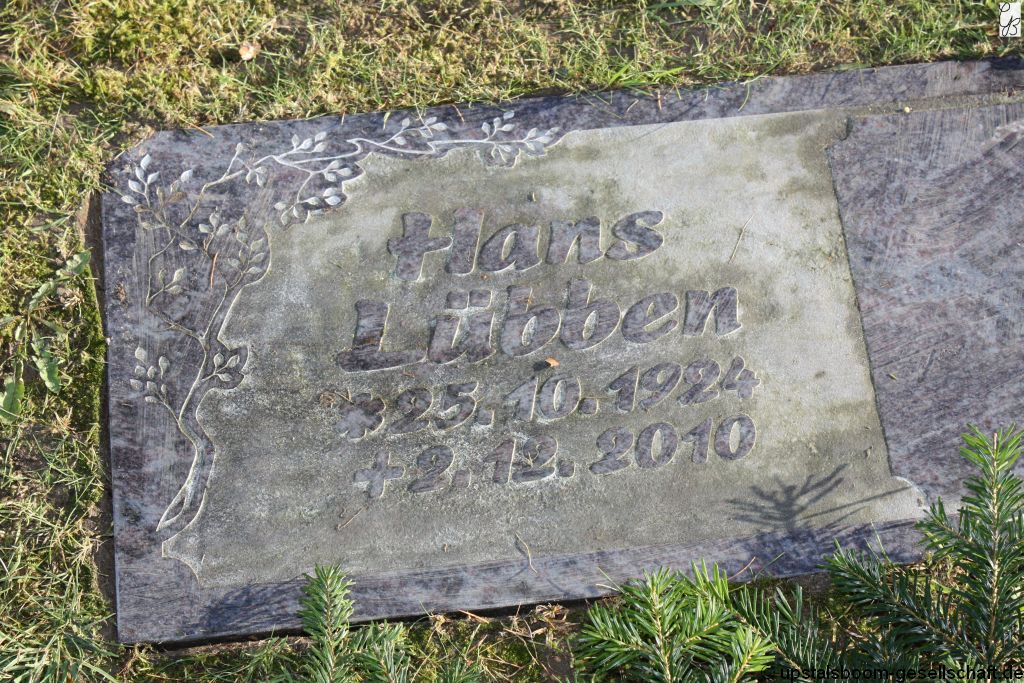 Hans
Lübben
* 25. 10. 1924
+ 2. 12. 2010
upstalsboom-gesellschaft.de